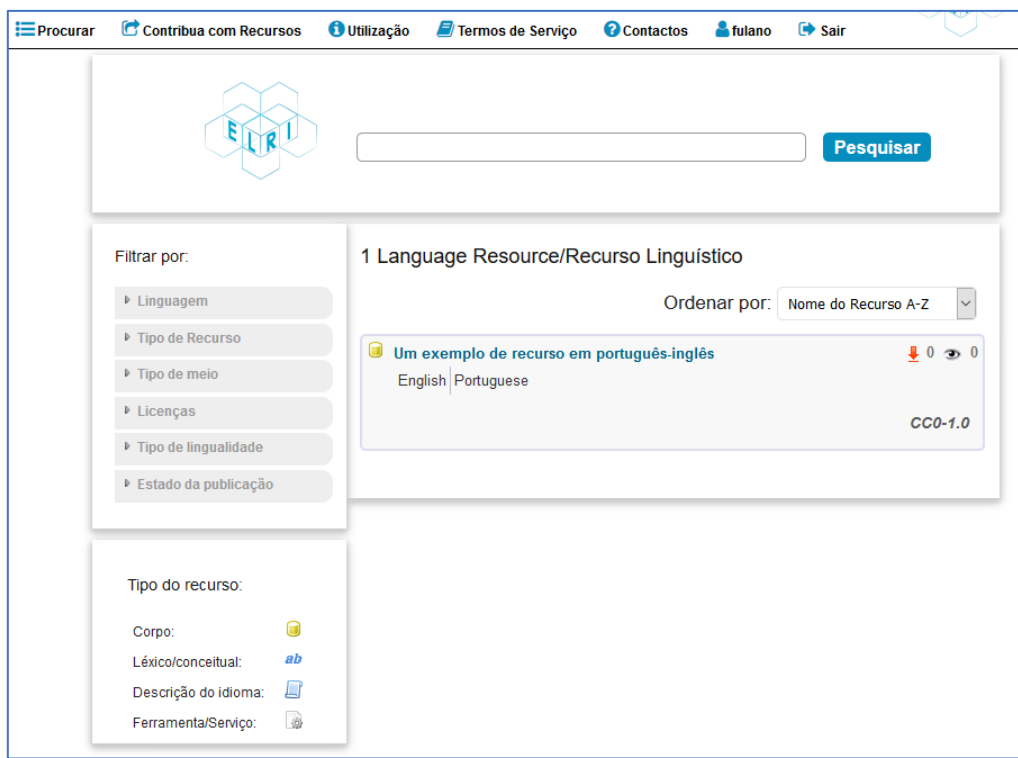 Procurar Contribua com Recursos Utilização Termos de Serviço Contactos fulano Sair
ELRI
Pesquisar
Filtrar por:
Linguagem
Tipo de Recurso
Tipo de meio
Licenças
Tipo de lingualidade
Estado da publicação
1 Language Resource/Recurso Linguístico
Ordenar por: Nome do Recurso A-Z
Um exemplo de recurso em português-inglês 0 0
English Portuguese
CC0-1.0
Tipo do recurso:
Corpo:
Léxico/conceitual: ab
Descrição do idioma:
Ferramenta/Serviço: